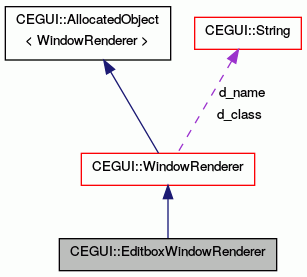 CEGUI::AllocatedObject
< WindowRenderer >
CEGUI::String
d_name
d_class
CEGUI::WindowRenderer
CEGUI::EditboxWindowRenderer